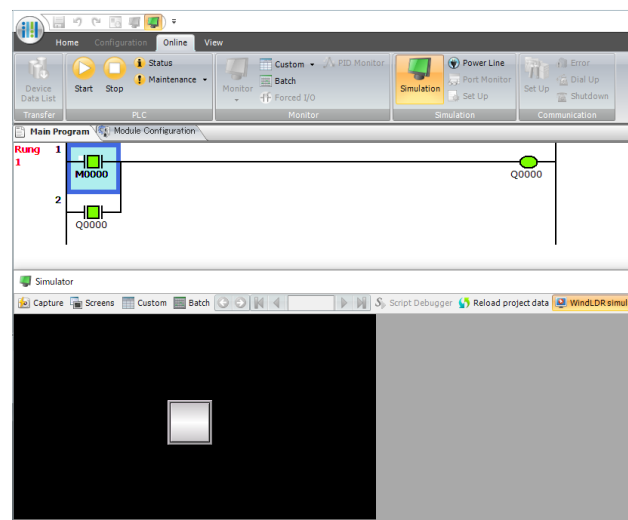 Home Configuration Online View
Device Data List
Start
Stop
Status
Maintenance
Monitor
Custom
Batch
Forced I/O
PID Monitor
Simulation
Power Line
Port Monitor
Set Up
Set Up
Error
Dial Up
Shutdown
Transfer PLC Monitor Simulation Communication
Main Program Module Configuration
Rung 1
1
M0000 Q0000
2
Q0000
Simulator
Capture Screens Custom Batch Script Debugger Reload project data WindLDR simul